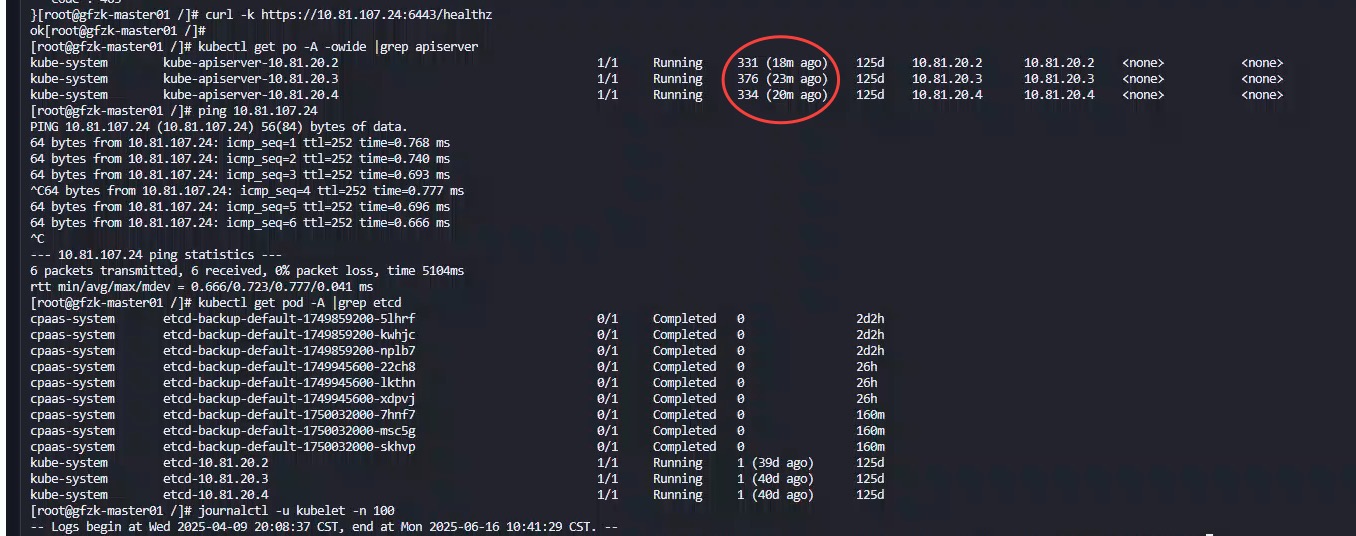 code : 403
}[root@gfzk-master01 /]# curl -k https://10.81.107.24:6443/healthz
ok[root@gfzk-master01 /]#
[root@gfzk-master01 /]# kubectl get po -A -owide |grep apiserver
kube-system kube-apiserver-10.81.20.2 1/1 Running 331 (18m ago) 125d 10.81.20.2 10.81.20.2 <none> <none>
kube-system kube-apiserver-10.81.20.3 1/1 Running 376 (23m ago) 125d 10.81.20.3 10.81.20.3 <none> <none>
kube-system kube-apiserver-10.81.20.4 1/1 Running 334 (20m ago) 125d 10.81.20.4 10.81.20.4 <none> <none>
[root@gfzk-master01 /]# ping 10.81.107.24
PING 10.81.107.24 (10.81.107.24) 56(84) bytes of data.
64 bytes from 10.81.107.24: icmp_seq=1 ttl=252 time=0.768 ms
64 bytes from 10.81.107.24: icmp_seq=2 ttl=252 time=0.740 ms
64 bytes from 10.81.107.24: icmp_seq=3 ttl=252 time=0.693 ms
^C64 bytes from 10.81.107.24: icmp_seq=4 ttl=252 time=0.777 ms
64 bytes from 10.81.107.24: icmp_seq=5 ttl=252 time=0.696 ms
64 bytes from 10.81.107.24: icmp_seq=6 ttl=252 time=0.666 ms
^C
--- 10.81.107.24 ping statistics ---
6 packets transmitted, 6 received, 0% packet loss, time 5104ms
rtt min/avg/max/mdev = 0.666/0.723/0.777/0.041 ms
[root@gfzk-master01 /]# kubectl get pod -A |grep etcd
cpaas-system etcd-backup-default-1749859200-5lhrf 0/1 Completed 0 2d2h
cpaas-system etcd-backup-default-1749859200-kwhjc 0/1 Completed 0 2d2h
cpaas-system etcd-backup-default-1749859200-nplb7 0/1 Completed 0 2d2h
cpaas-system etcd-backup-default-1749945600-22ch8 0/1 Completed 0 26h
cpaas-system etcd-backup-default-1749945600-lkthn 0/1 Completed 0 26h
cpaas-system etcd-backup-default-1749945600-xdpvj 0/1 Completed 0 26h
cpaas-system etcd-backup-default-1750032000-7hnf7 0/1 Completed 0 160m
cpaas-system etcd-backup-default-1750032000-msc5g 0/1 Completed 0 160m
cpaas-system etcd-backup-default-1750032000-skhvp 0/1 Completed 0 160m
kube-system etcd-10.81.20.2 1/1 Running 1 (39d ago) 125d
kube-system etcd-10.81.20.3 1/1 Running 1 (40d ago) 125d
kube-system etcd-10.81.20.4 1/1 Running 1 (40d ago) 125d
[root@gfzk-master01 /]# journalctl -u kubelet -n 100
-- Logs begin at Wed 2025-04-09 20:08:37 CST, end at Mon 2025-06-16 10:41:29 CST. --